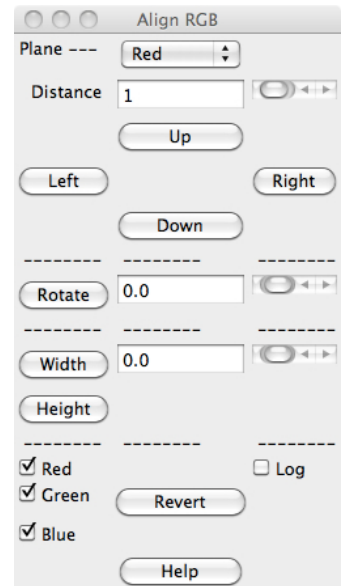 Align RGB
Plane --- Red
Distance 1
Up
Left Right
Down
-------- -------- --------
Rotate 0.0
-------- -------- --------
Width 0.0
Height
-------- -------- --------
Red Log
Green Revert
Blue
Help